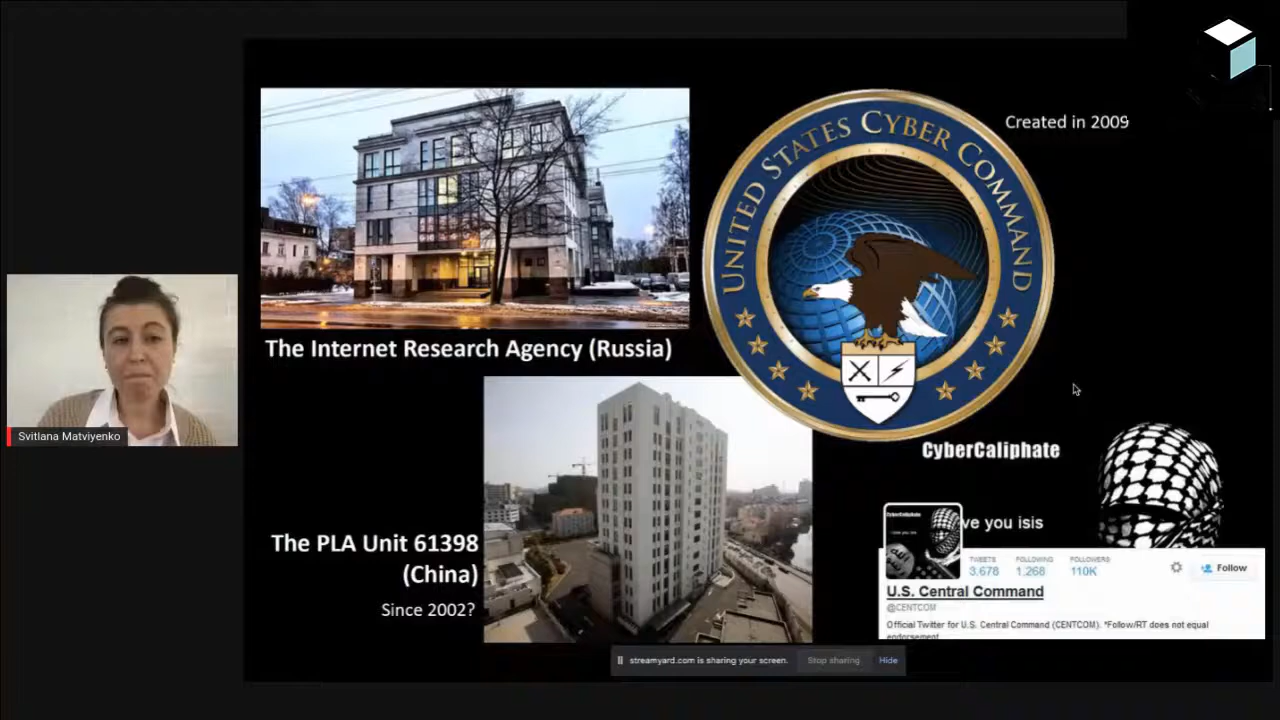 Created in 2009
UNITED STATES CYBER COMMAND
The Internet Research Agency (Russia)
CyberCaliphate
Svitlana Matviyenko
CyberCaliphate
ve you isis
The PLA Unit 61398
(China)
Since 2002?
TWEETS FOLLOWING FOLLOWERS
3,678 1,268 110K
Follow
U.S. Central Command
@CENTCOM
Official Twitter for U.S. Central Command (CENTCOM). *Follow/RT does not equal
endorsement
streamyard.com is sharing your screen. Stop sharing Hide